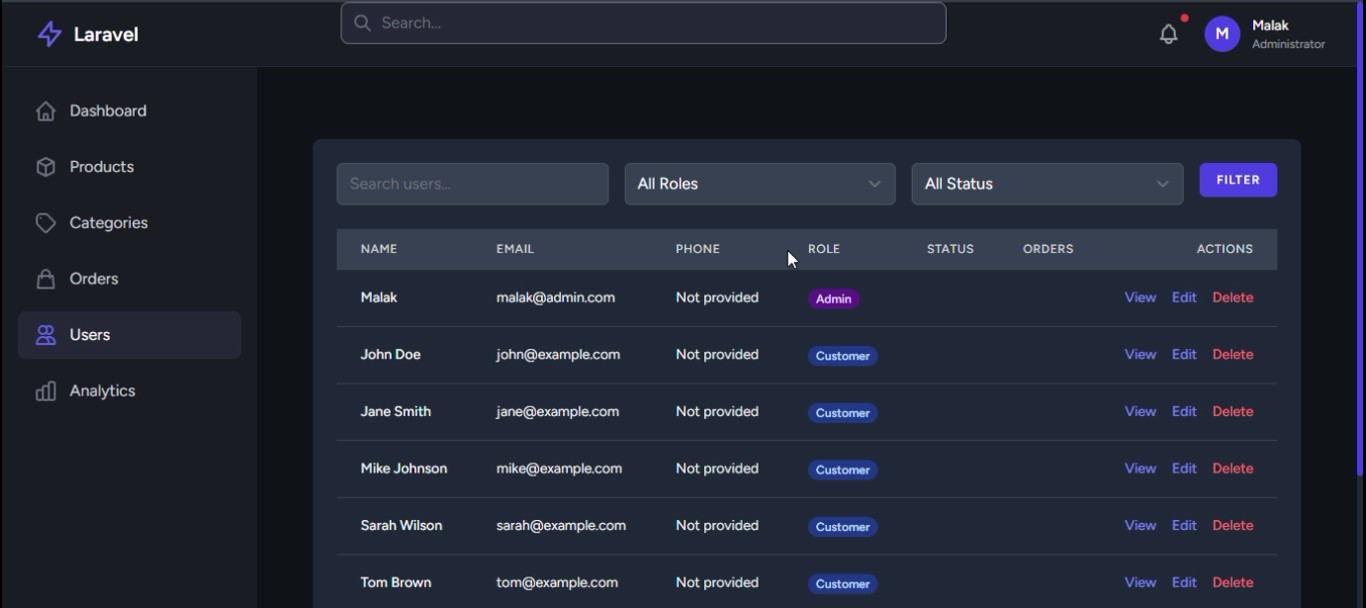 Laravel
Search...
M
Malak
Administrator
Dashboard
Products
Categories
Orders
Users
Analytics
Search users...
All Roles
All Status
FILTER
NAME EMAIL PHONE ROLE STATUS ORDERS ACTIONS
Malak malak@admin.com Not provided Admin View Edit Delete
John Doe john@example.com Not provided Customer View Edit Delete
Jane Smith jane@example.com Not provided Customer View Edit Delete
Mike Johnson mike@example.com Not provided Customer View Edit Delete
Sarah Wilson sarah@example.com Not provided Customer View Edit Delete
Tom Brown tom@example.com Not provided Customer View Edit Delete